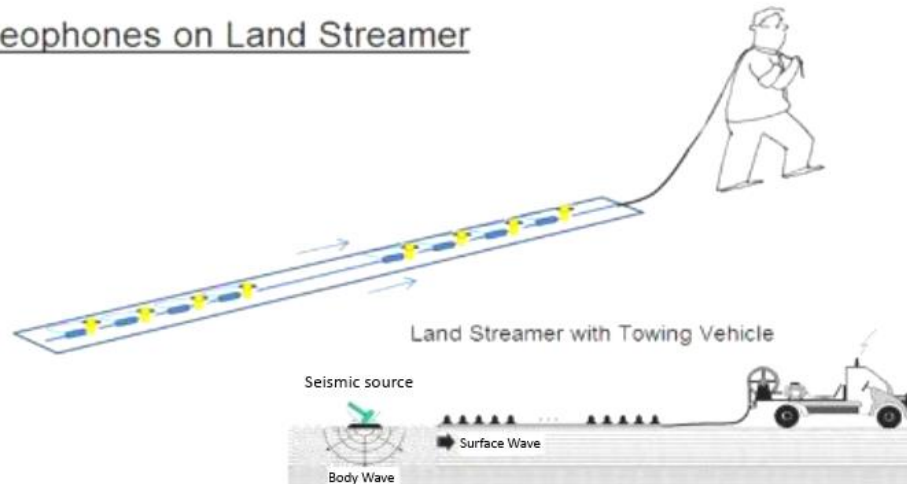 eophones on Land Streamer
Land Streamer with Towing Vehicle
Seismic source
Surface Wave
Body Wave